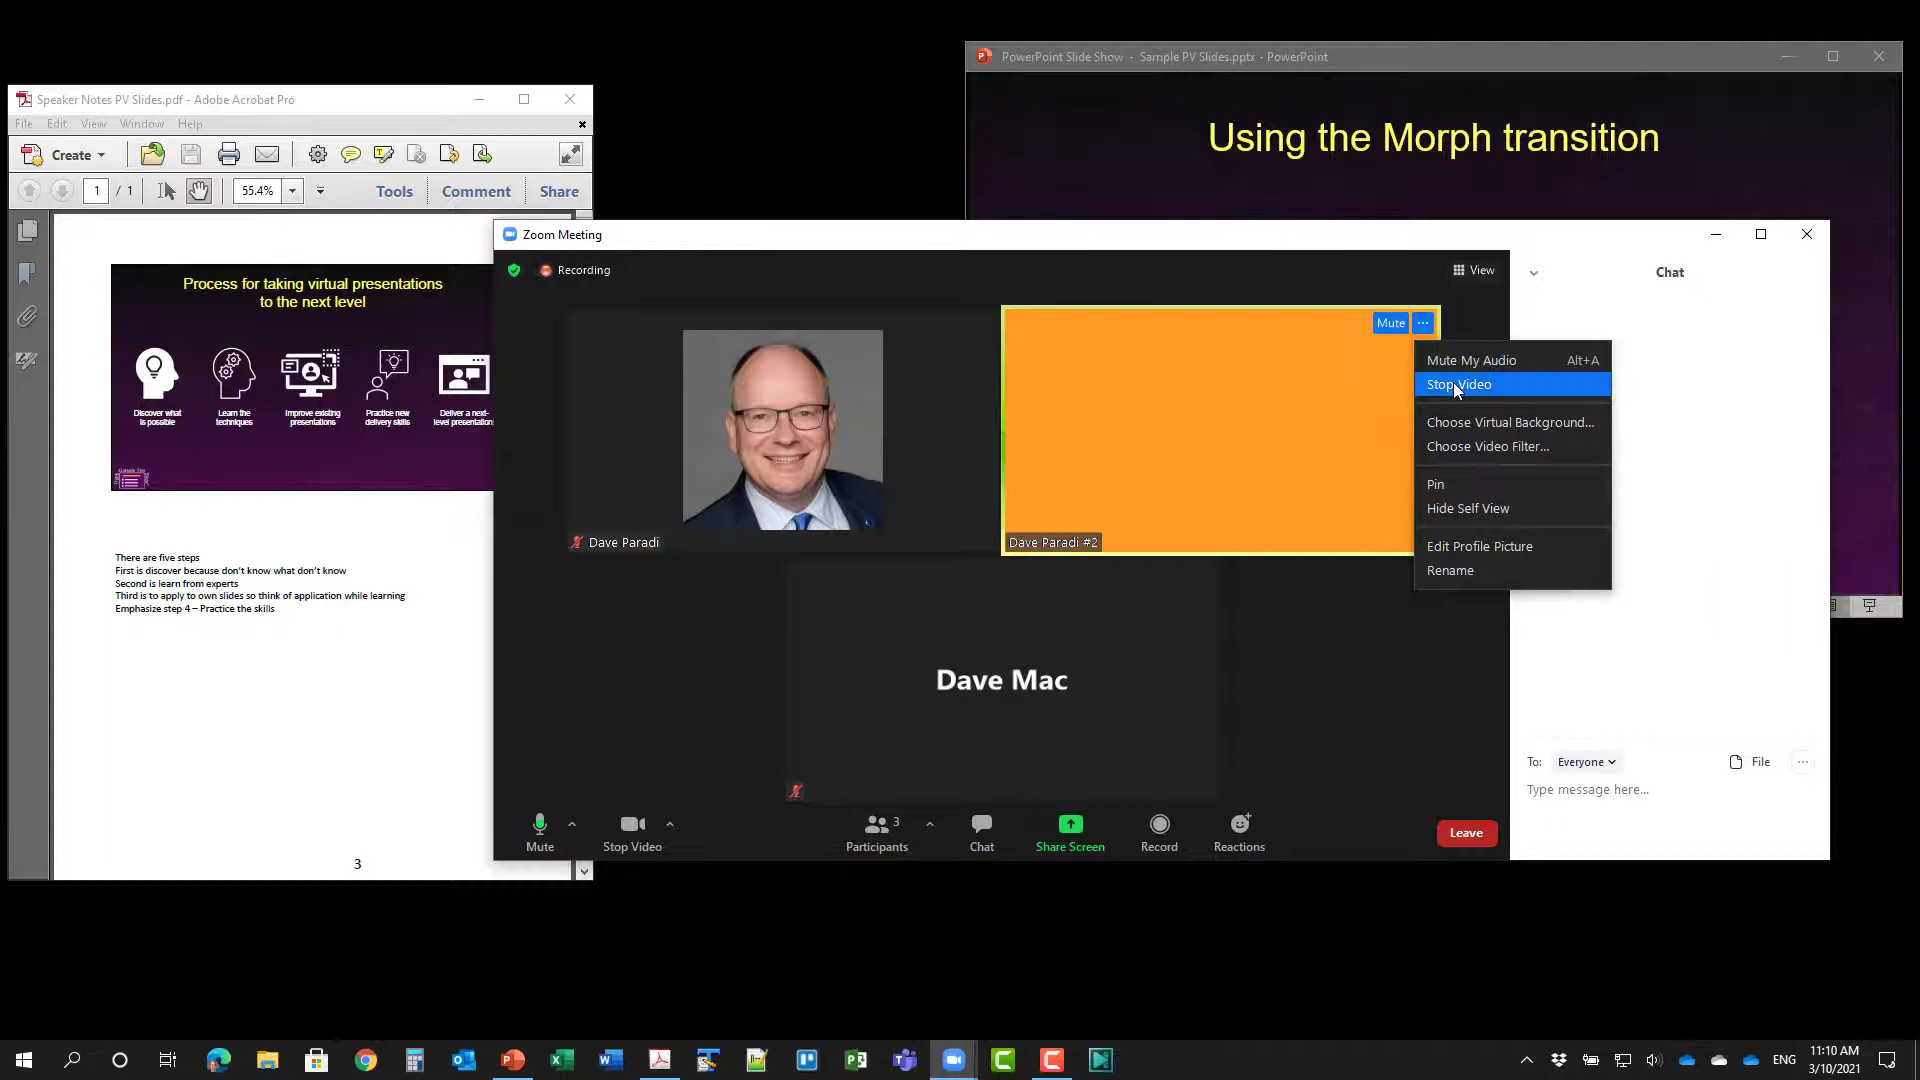 PowerPoint Slide Show - Sample PV Slides.pptx - PowerPoint
Using the Morph transition
Speaker Notes PV Slides.pdf - Adobe Acrobat Pro
File Edit View Window Help
Create
1 / 1 55.4% Tools Comment Share
Process for taking virtual presentations
to the next level
Discover what
is possible
Learn the
techniques
Improve existing
presentations
Practice new
delivery skills
Deliver a next-
level presentation
There are five steps
First is discover because don't know what don't know
Second is learn from experts
Third is to apply to own slides so think of application while learning
Emphasize step 4 – Practice the skills
3
Zoom Meeting
Recording
View
Mute ...
Dave Paradi
Dave Paradi #2
Dave Mac
Mute My Audio Alt+A
Stop Video
Choose Virtual Background...
Choose Video Filter...
Pin
Hide Self View
Edit Profile Picture
Rename
Mute
Stop Video
3
Participants
Chat
Share Screen
Record
Reactions
Leave
Chat
To: Everyone File ...
Type message here...
ENG
11:10 AM
3/10/2021